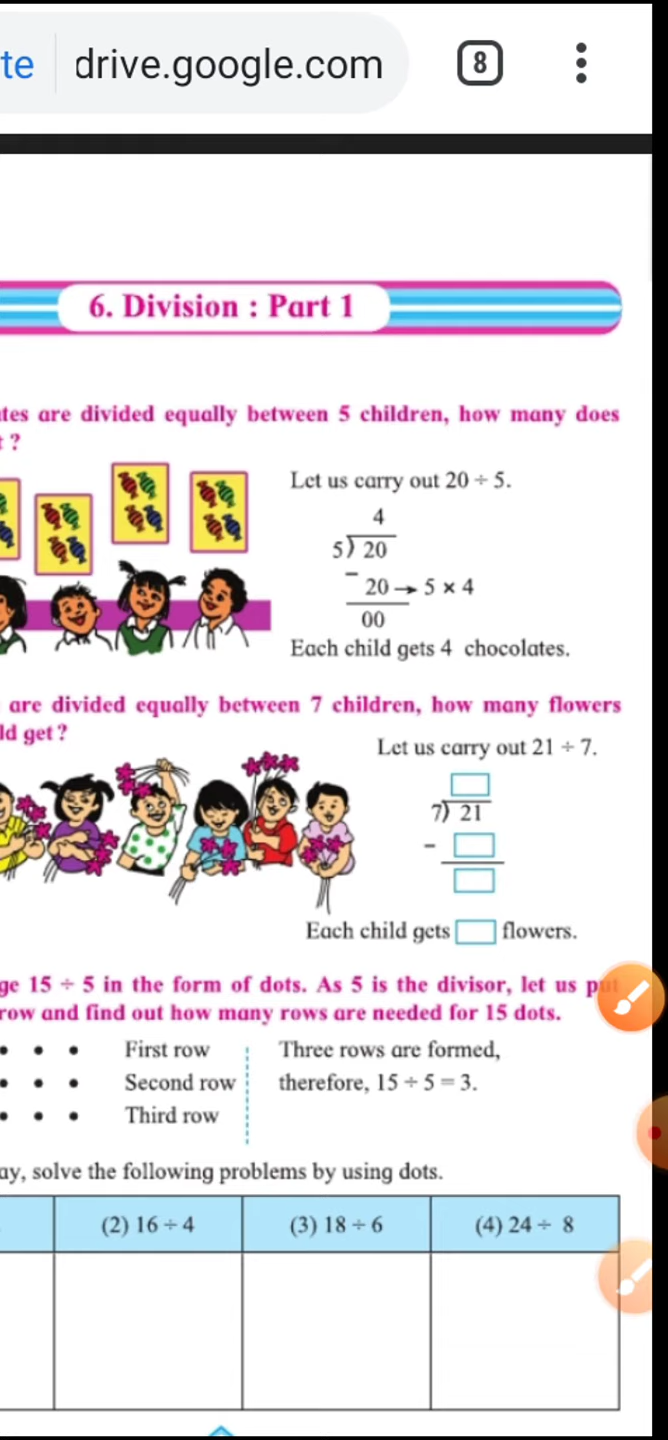 te drive.google.com 8
6. Division : Part 1
tes are divided equally between 5 children, how many does
t ?
Let us carry out 20 ÷ 5.
4
5) 20
- 20 → 5 × 4
00
Each child gets 4 chocolates.
are divided equally between 7 children, how many flowers
ld get ?
Let us carry out 21 ÷ 7.
7) 21
-
Each child gets flowers.
ge 15 ÷ 5 in the form of dots. As 5 is the divisor, let us put
row and find out how many rows are needed for 15 dots.
First row
Second row
Third row
Three rows are formed,
therefore, 15 ÷ 5 = 3.
ay, solve the following problems by using dots.
(2) 16 ÷ 4 (3) 18 ÷ 6 (4) 24 ÷ 8